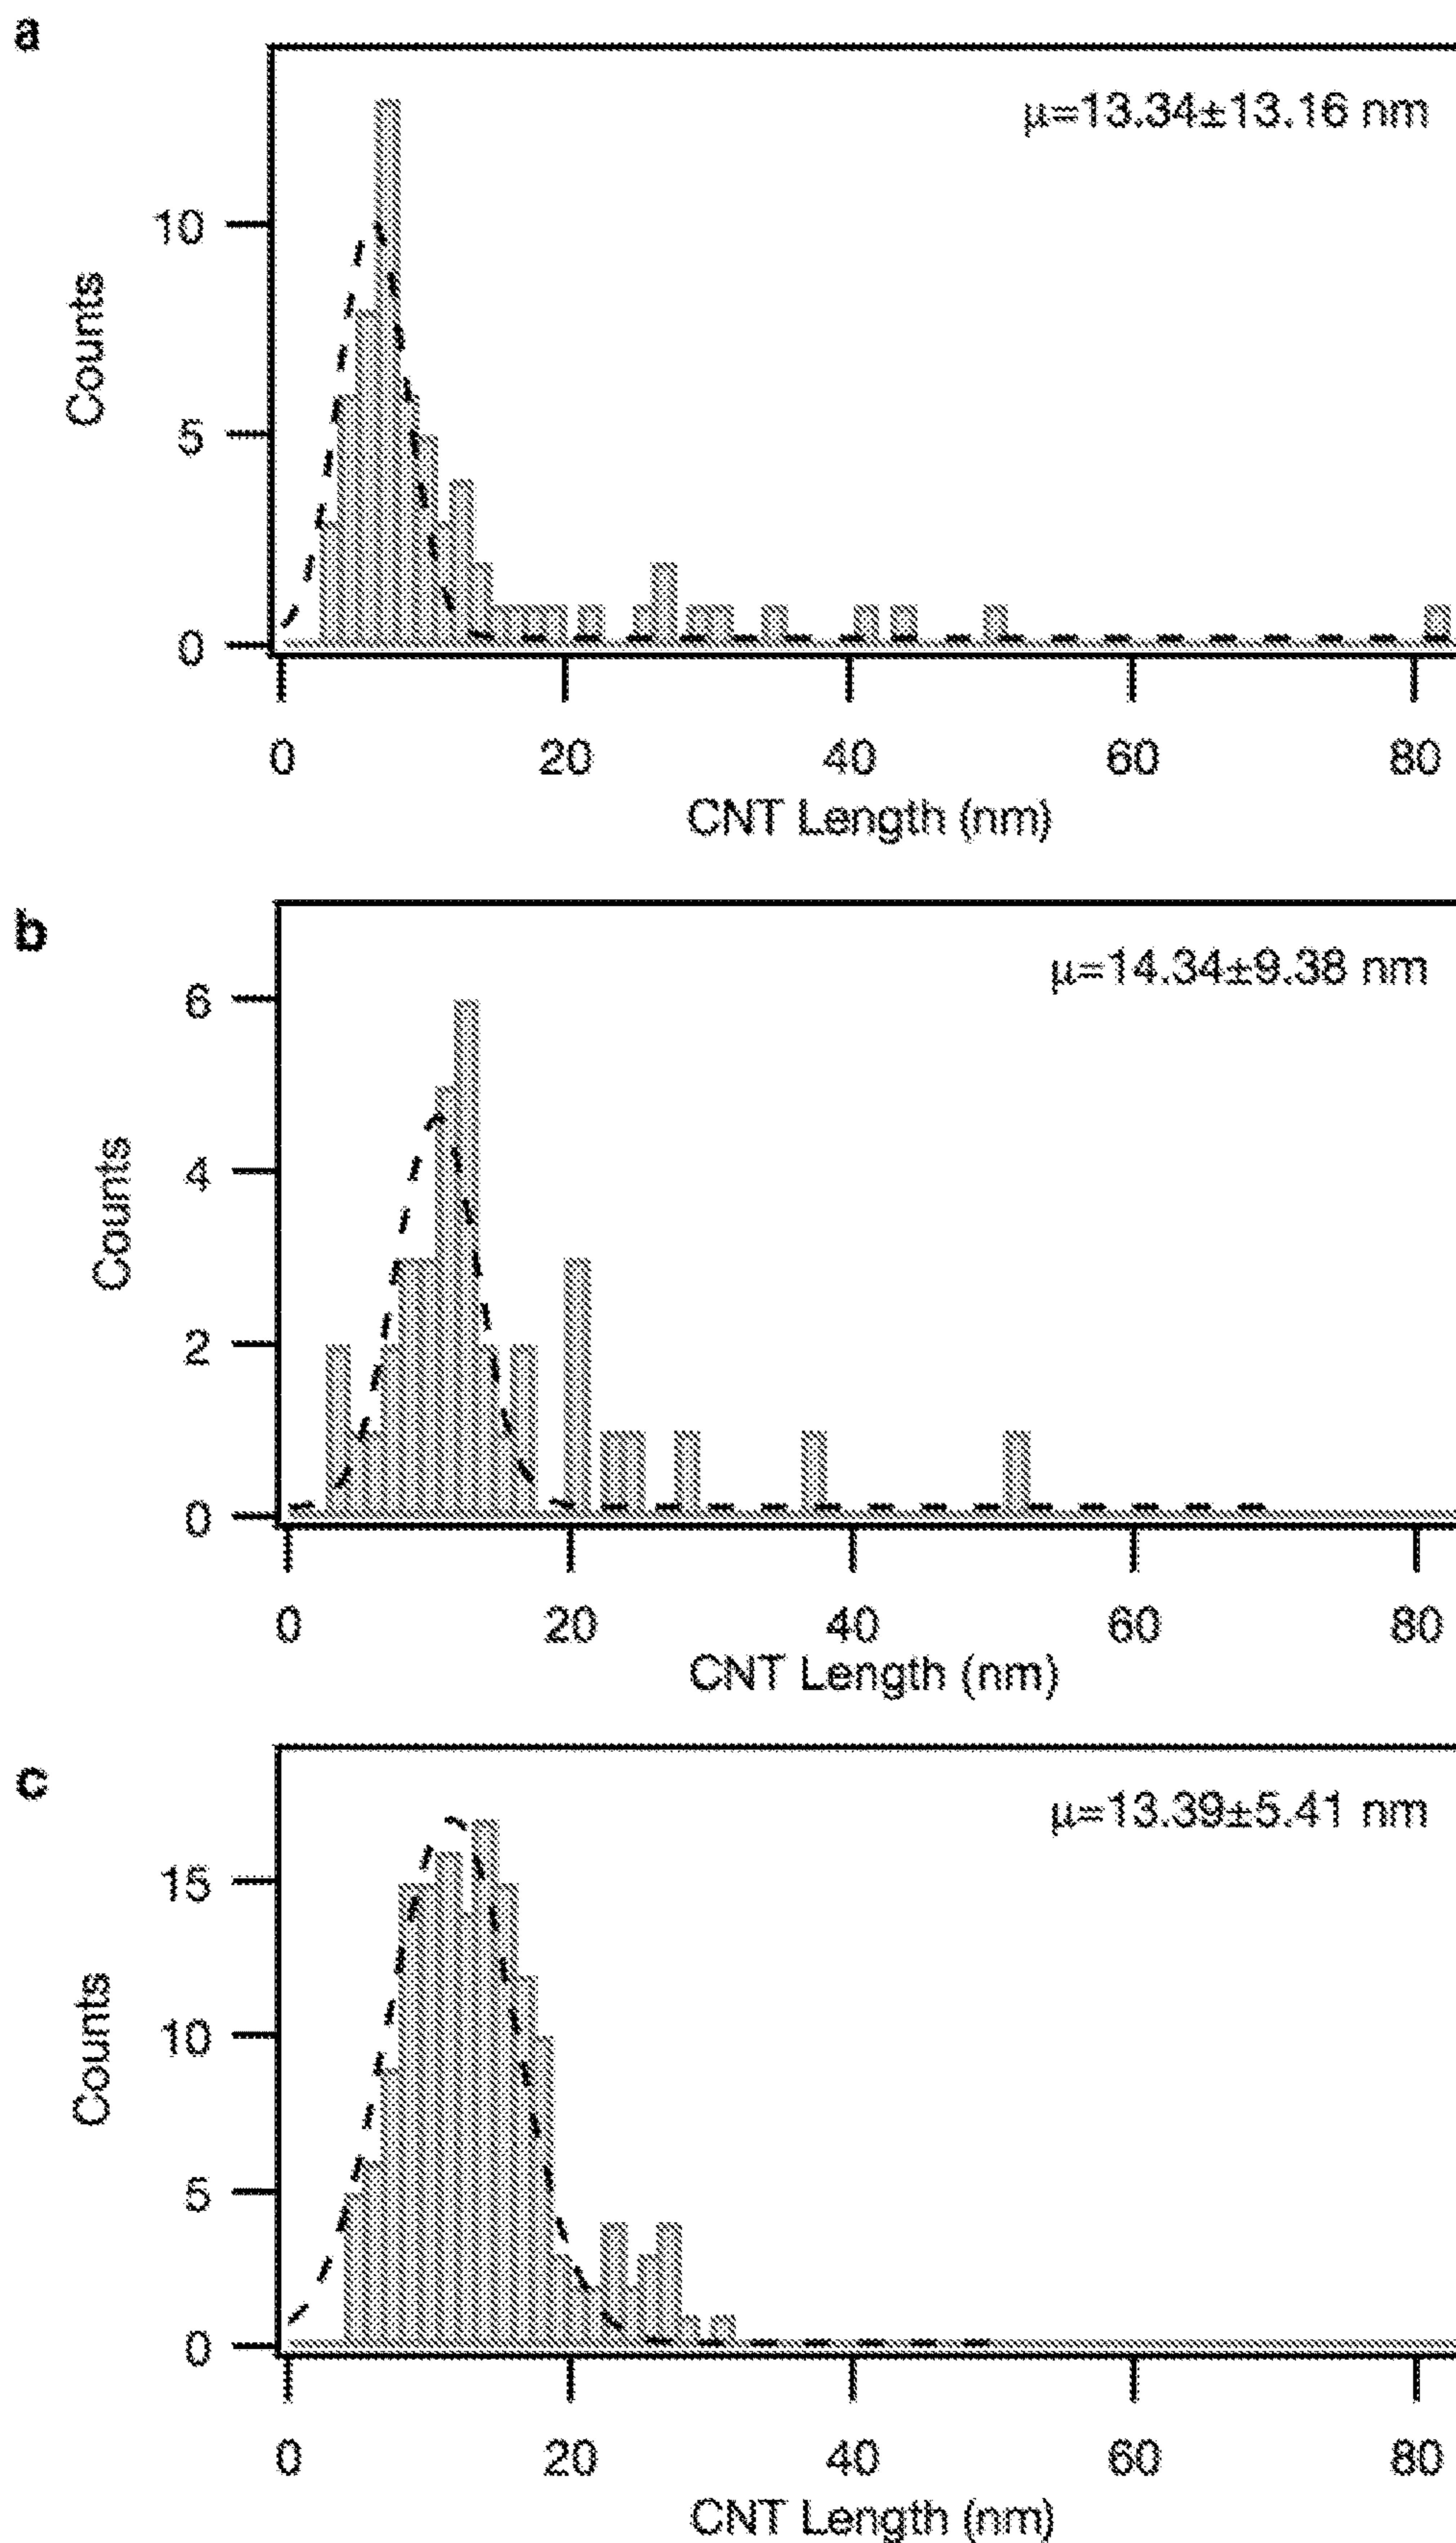 a
μ=13.34±13.16 nm
10
5
0
Counts
0 20 40 60 80
CNT Length (nm)
b
μ=14.34±9.38 nm
6
4
2
0
Counts
0 20 40 60 80
CNT Length (nm)
c
μ=13.39±5.41 nm
15
10
5
0
Counts
0 20 40 60 80
CNT Length (nm)